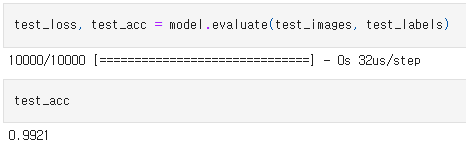 test_loss, test_acc = model.evaluate(test_images, test_labels)
10000/10000 [==============================] - 0s 32us/step
test_acc
0.9921